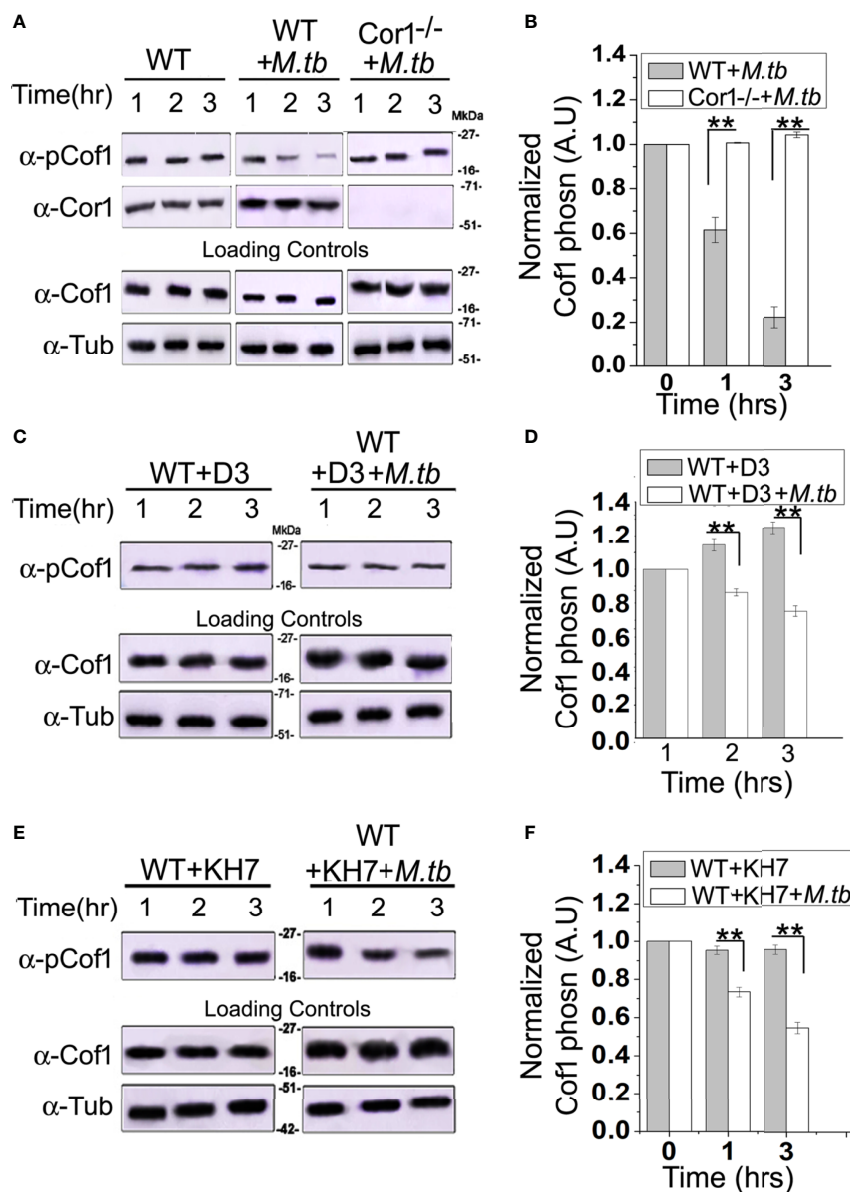 A
WT
WT
+M.tb
Cor1-/-
+M.tb
Time(hr) 1 2 3 1 2 3 1 2 3
MkDa
α-pCof1
-27-
-16-
α-Cor1
-71-
-51-
Loading Controls
α-Cof1
-27-
-16-
α-Tub
-71-
-51-
B
WT+M.tb
Cor1-/-+M.tb
** **
Normalized
Cof1 phosn (A.U)
1.4
1.2
1.0
0.8
0.6
0.4
0.2
0.0
0 1 3
Time (hrs)
C
WT+D3
WT
+D3+M.tb
Time(hr) 1 2 3 1 2 3
MkDa
α-pCof1
-27-
-16-
Loading Controls
α-Cof1
-27-
-16-
α-Tub
-71-
-51-
D
WT+D3
WT+D3+M.tb
** **
Normalized
Cof1 phosn (A.U)
1.4
1.2
1.0
0.8
0.6
0.4
0.2
0.0
1 2 3
Time (hrs)
E
WT+KH7
WT
+KH7+M.tb
Time(hr) 1 2 3 1 2 3
α-pCof1
-27-
-16-
Loading Controls
α-Cof1
-27-
-16-
α-Tub
-51-
-42-
F
WT+KH7
WT+KH7+M.tb
** **
Normalized
Cof1 phosn (A.U)
1.4
1.2
1.0
0.8
0.6
0.4
0.2
0.0
0 1 3
Time (hrs)